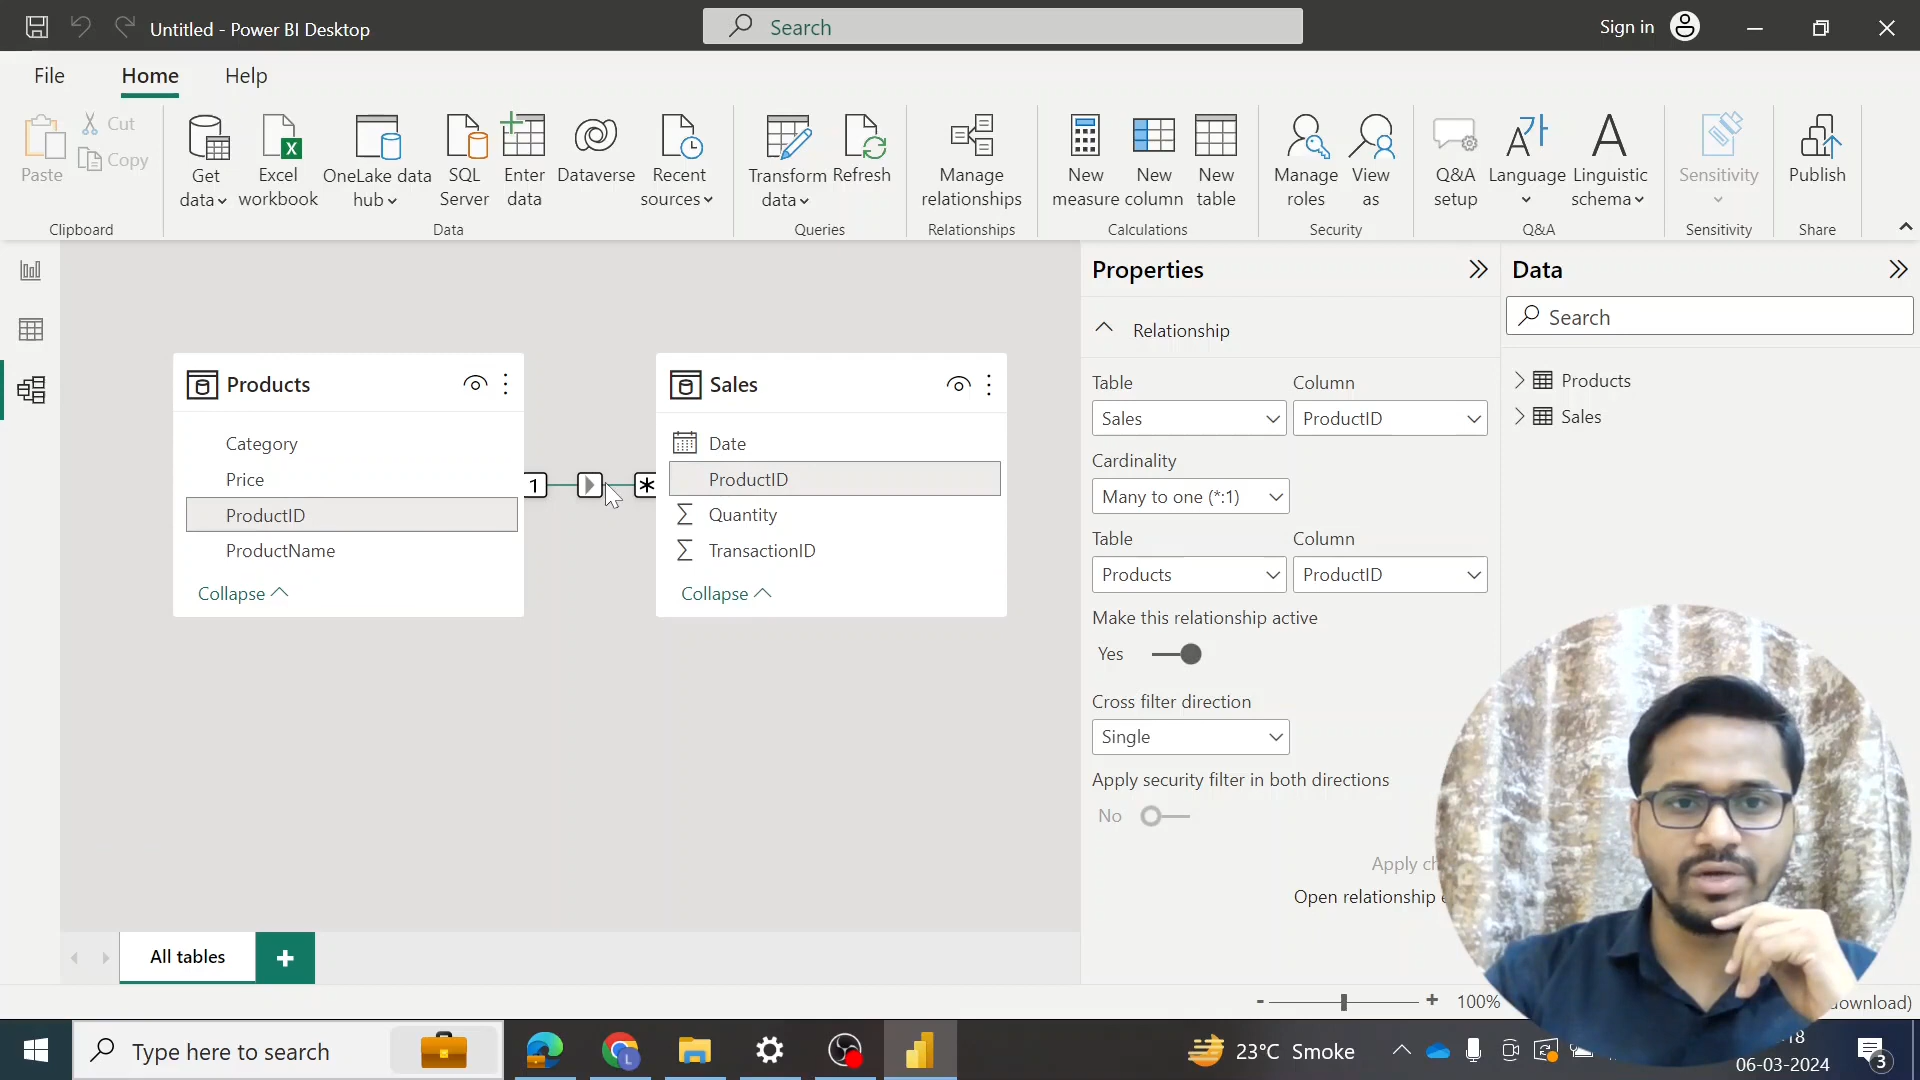 Untitled - Power BI Desktop
Search
Sign in
File
Home
Help
Paste
Cut
Copy
Clipboard
Get data
Excel workbook
OneLake data hub
SQL Server
Enter data
Dataverse
Recent sources
Data
Transform data
Refresh
Queries
Manage relationships
Relationships
New measure
New column
New table
Calculations
Manage roles
View as
Security
Q&A setup
Language
Linguistic schema
Q&A
Sensitivity
Sensitivity
Publish
Share
Products
Category
Price
ProductID
ProductName
Collapse
1
*
Sales
Date
ProductID
Quantity
TransactionID
Collapse
Properties
Relationship
Table
Column
Sales
ProductID
Cardinality
Many to one (*:1)
Table
Column
Products
ProductID
Make this relationship active
Yes
Cross filter direction
Single
Apply security filter in both directions
No
Apply
Open relationship
Data
Search
Products
Sales
All tables
+
- + 100%
Type here to search
23°C Smoke
06-03-2024
3